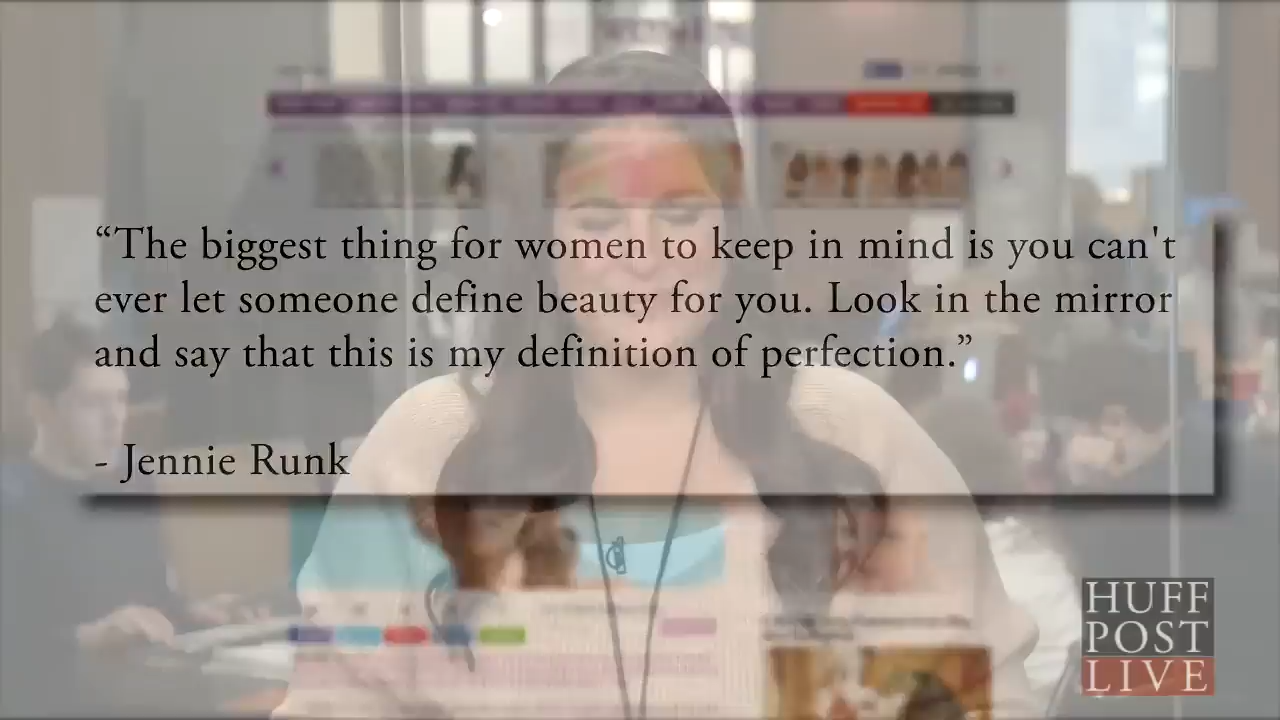 “The biggest thing for women to keep in mind is you can't
ever let someone define beauty for you. Look in the mirror
and say that this is my definition of perfection.”
- Jennie Runk
HUFF
POST
LIVE